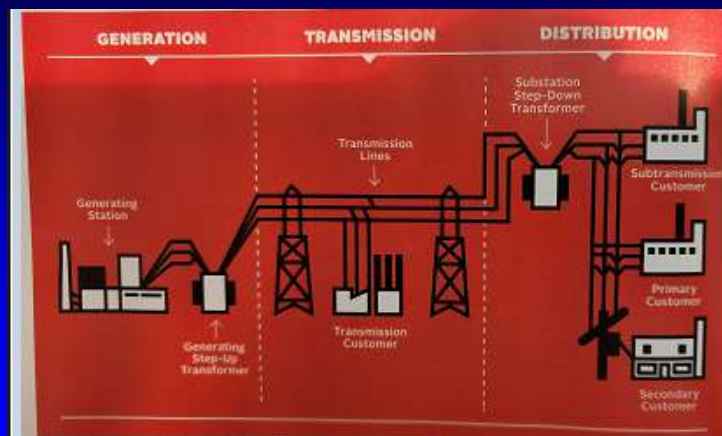 GENERATION
TRANSMISSION
DISTRIBUTION
Substation
Step-Down
Transformer
Transmission
Lines
Subtransmission
Customer
Generating
Station
Primary
Customer
Transmission
Customer
Generating
Step-Up
Transformer
Secondary
Customer